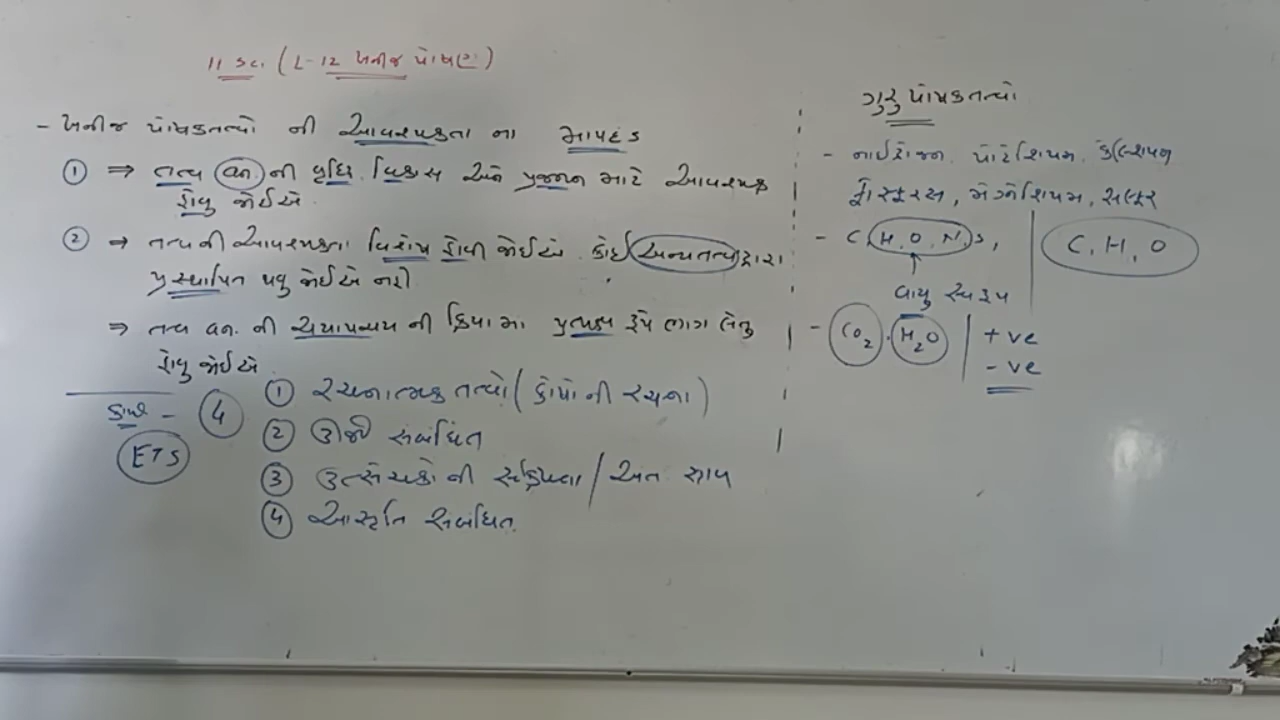 11 Sci. (L-12 ખનીજ પોષણ)
- ખનીજ પોષકતત્વો ની આવશ્યકતા ના માપદંડ
① ⇒ તત્વ વન. ની વૃધ્ધિ વિકાસ અને પ્રજનન માટે આવશ્યક
હોવુ જોઈએ.
② ⇒ તત્વની આવશ્યકતા વિશેષ હોવી જોઈએ. કોઈ અન્યતત્વ દ્વારા
પ્રસ્થાપિત થવુ જોઈએ નહી.
⇒ તત્વ વન. ની ચયાપચય ની ક્રિયા મા પ્રત્યક્ષ રૂપે ભાગ લેતુ
હોવુ જોઈએ.
કાર્ય - 4
ETS
① રચનાત્મક તત્વો (કોષો ની રચના)
② ઊર્જા સંબંધિત
③ ઉત્સેચકો ની સક્રિયતા / અંત: સ્રાવ
④ આસૃતિ સંબંધિત.
ગુરુ પોષકતત્વો
- નાઈટ્રોજન, પોટેશિયમ, કેલ્શિયમ
ફોસ્ફરસ, મેગ્નેશિયમ, સલ્ફર
- C, H, O, N, S, | C, H, O
વાયુ સ્વરૂપ
- CO₂. H₂O | +ve
-ve